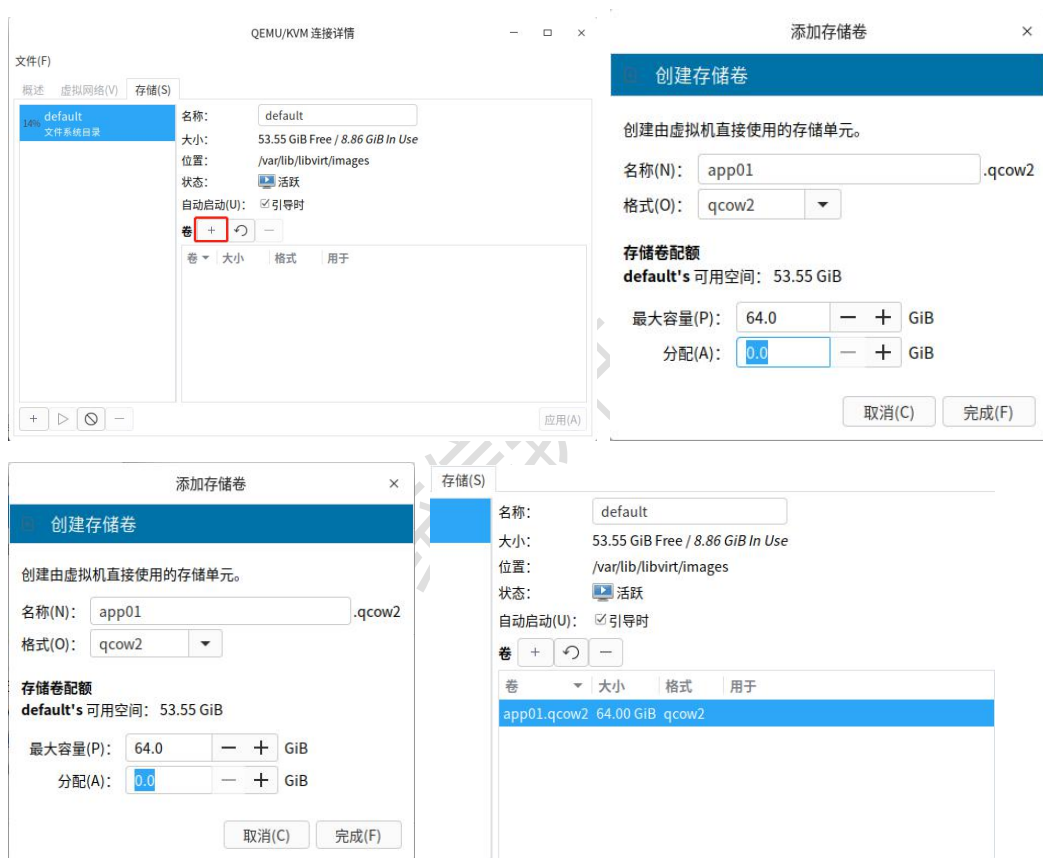 QEMU/KVM 连接详情
文件(F)
概述 虚拟网络(V) 存储(S)
14% default
文件系统目录
名称: default
大小: 53.55 GiB Free / 8.86 GiB In Use
位置: /var/lib/libvirt/images
状态: 活跃
自动启动(U): 引导时
卷
卷 大小 格式 用于
应用(A)
添加存储卷
创建存储卷
创建由虚拟机直接使用的存储单元。
名称(N): app01 .qcow2
格式(O): qcow2
存储卷配额
default's 可用空间: 53.55 GiB
最大容量(P): 64.0 GiB
分配(A): 0.0 GiB
取消(C) 完成(F)
添加存储卷
创建存储卷
创建由虚拟机直接使用的存储单元。
名称(N): app01 .qcow2
格式(O): qcow2
存储卷配额
default's 可用空间: 53.55 GiB
最大容量(P): 64.0 GiB
分配(A): 0.0 GiB
取消(C) 完成(F)
存储(S)
名称: default
大小: 53.55 GiB Free / 8.86 GiB In Use
位置: /var/lib/libvirt/images
状态: 活跃
自动启动(U): 引导时
卷
卷 大小 格式 用于
app01.qcow2 64.00 GiB qcow2